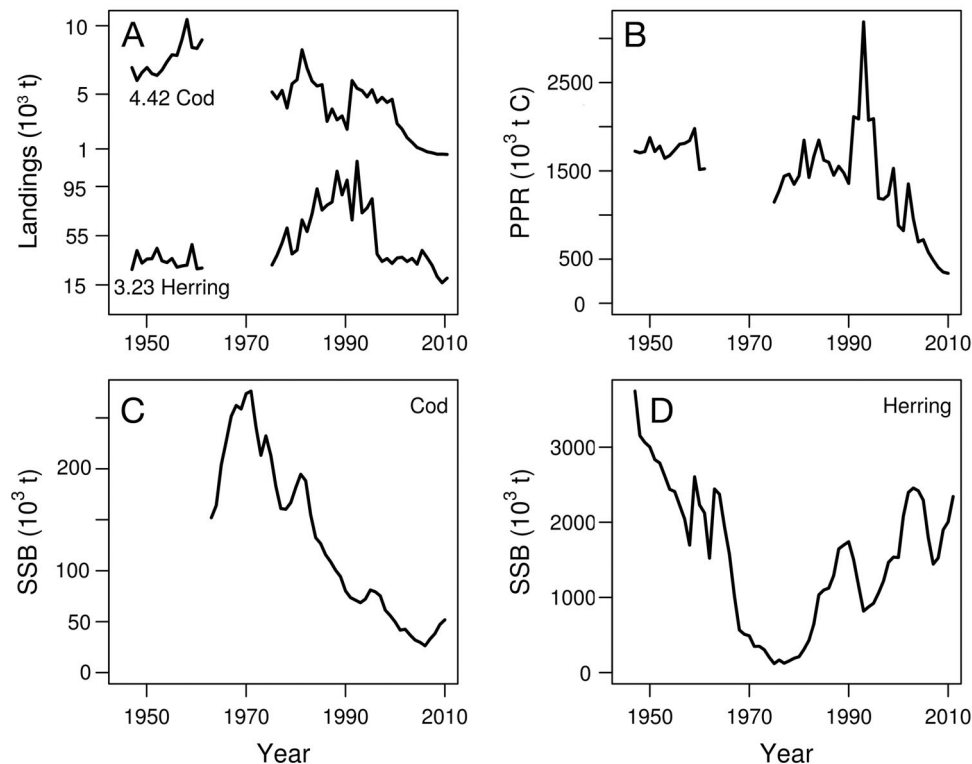 A
Landings (10³ t)
10
5
1
95
55
15
4.42 Cod
3.23 Herring
1950
1970
1990
2010
B
PPR (10³ t C)
2500
1500
500
0
1950
1970
1990
2010
C
Cod
SSB (10³ t)
200
100
50
0
1950
1970
1990
2010
Year
D
Herring
SSB (10³ t)
3000
2000
1000
0
1950
1970
1990
2010
Year